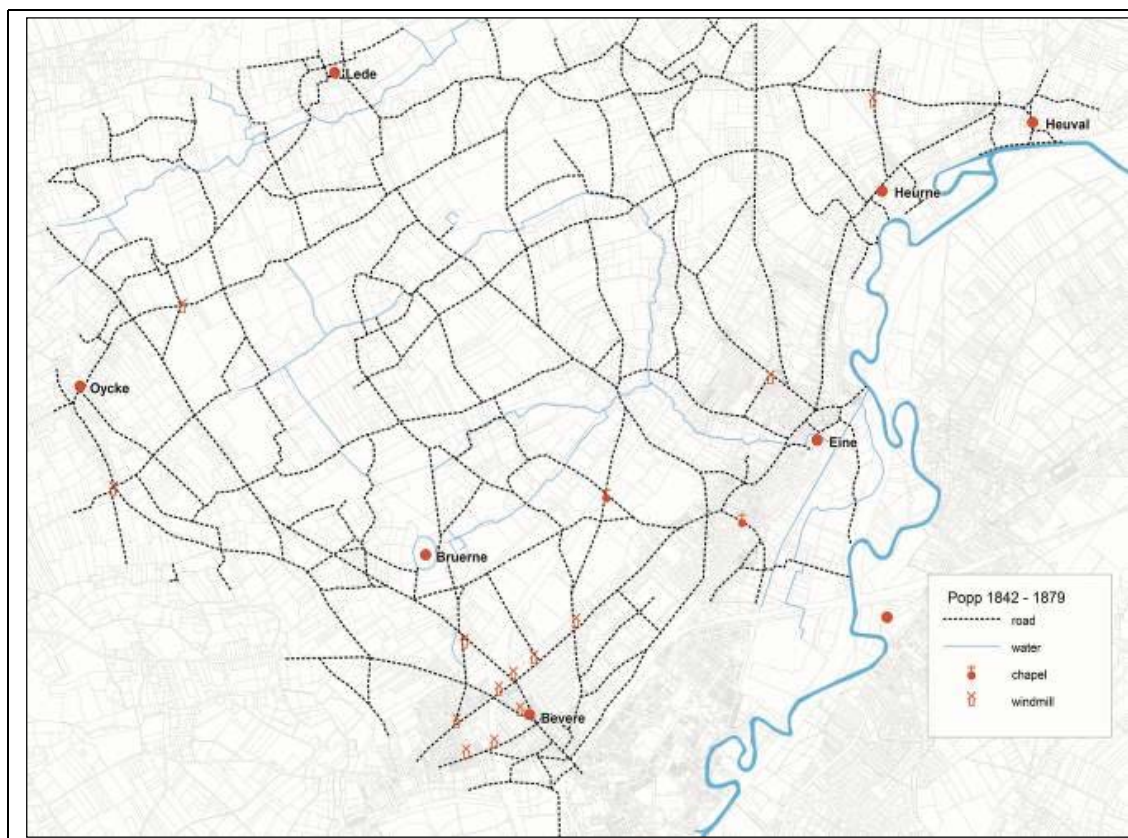 Lede
Heuval
Heurne
Oycke
Eine
Bruerne
Bevere
Popp 1842 - 1879
road
water
chapel
windmill